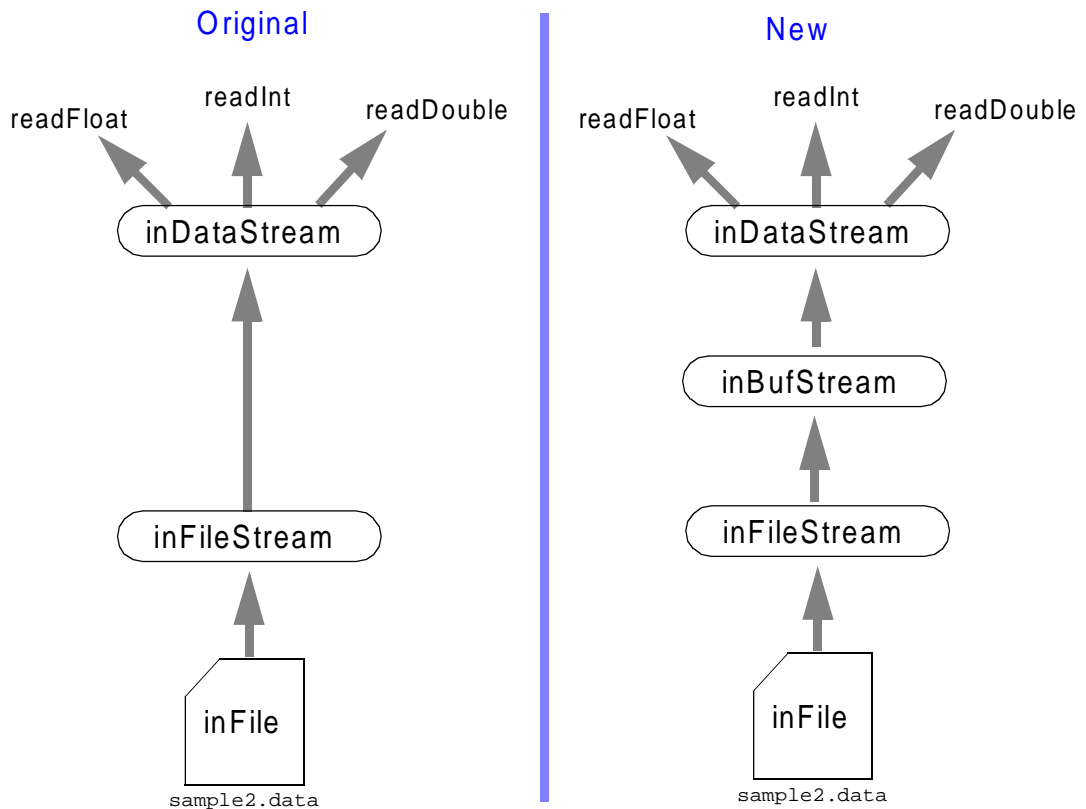 Original
readInt
readFloat
readDouble
inDataStream
inFileStream
inFile
sample2.data
New
readInt
readFloat
readDouble
inDataStream
inBufStream
inFileStream
inFile
sample2.data